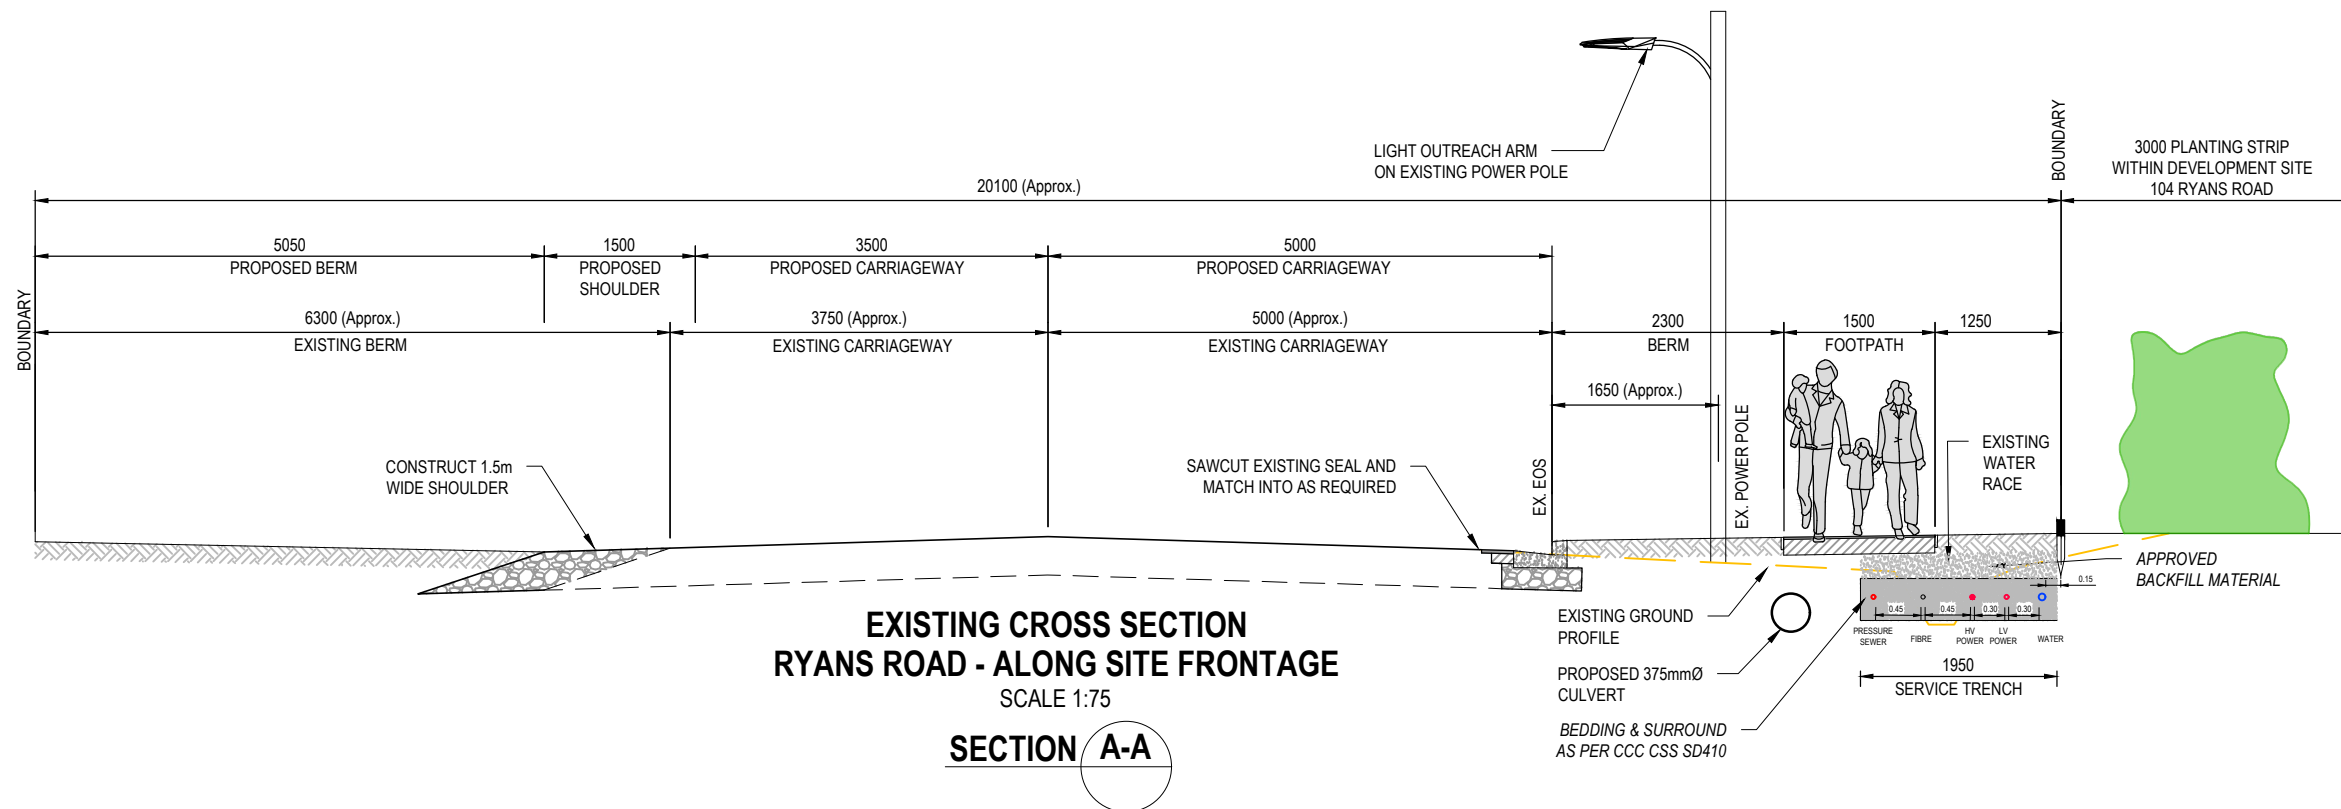 LIGHT OUTREACH ARM
ON EXISTING POWER POLE
BOUNDARY
3000 PLANTING STRIP
WITHIN DEVELOPMENT SITE
104 RYANS ROAD
20100 (Approx.)
5050
PROPOSED BERM
1500
PROPOSED
SHOULDER
3500
PROPOSED CARRIAGEWAY
5000
PROPOSED CARRIAGEWAY
BOUNDARY
6300 (Approx.)
EXISTING BERM
3750 (Approx.)
EXISTING CARRIAGEWAY
5000 (Approx.)
EXISTING CARRIAGEWAY
2300
BERM
1500
FOOTPATH
1250
1650 (Approx.)
EX. POWER POLE
EX. EOS
CONSTRUCT 1.5m
WIDE SHOULDER
SAWCUT EXISTING SEAL AND
MATCH INTO AS REQUIRED
EXISTING
WATER
RACE
APPROVED
BACKFILL MATERIAL
0.15
0.45
0.45
0.30
0.30
PRESSURE
SEWER
FIBRE
HV
POWER
LV
POWER
WATER
1950
SERVICE TRENCH
EXISTING GROUND
PROFILE
PROPOSED 375mmØ
CULVERT
BEDDING & SURROUND
AS PER CCC CSS SD410
EXISTING CROSS SECTION
RYANS ROAD - ALONG SITE FRONTAGE
SCALE 1:75
SECTION A-A